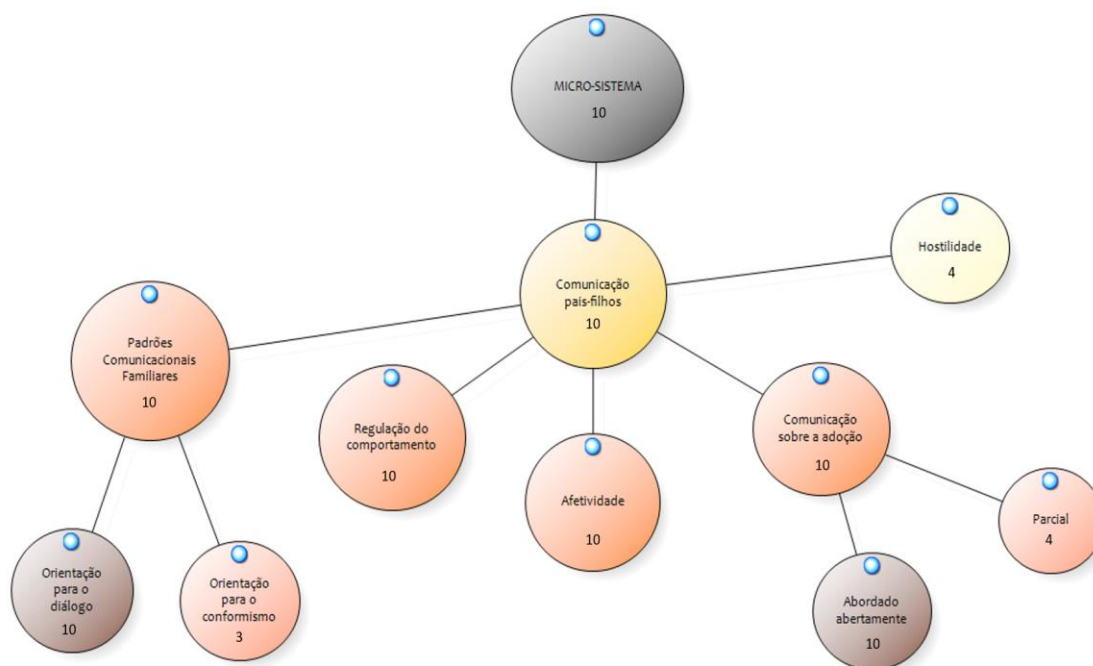 MICRO-SISTEMA
10
Hostilidade
4
Comunicação
pais-filhos
10
Padrões
Comunicacionais
Familiares
10
Regulação do
comportamento
10
Afetividade
10
Comunicação
sobre a adoção
10
Parcial
4
Orientação
para o
diálogo
10
Orientação
para o
conformismo
3
Abordado
abertamente
10